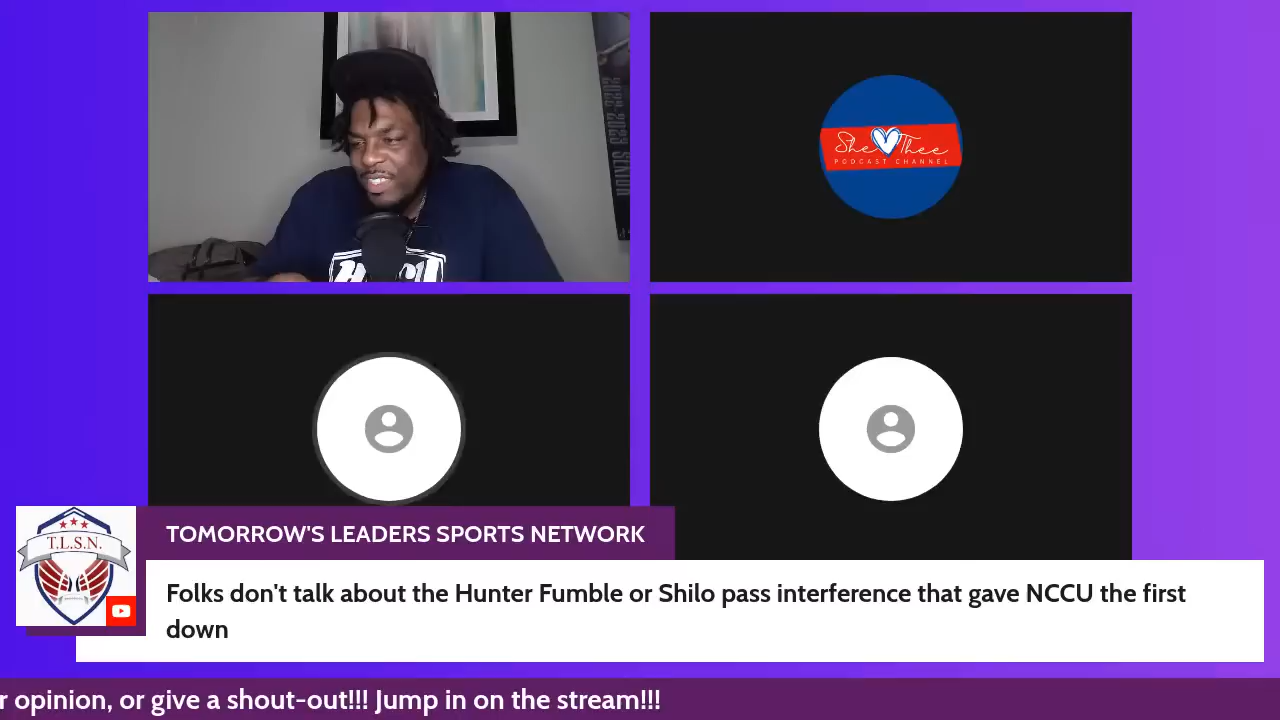 She Thee
PODCAST CHANNEL
T.L.S.N.
TOMORROW'S LEADERS SPORTS NETWORK
Folks don't talk about the Hunter Fumble or Shilo pass interference that gave NCCU the first
down
r opinion, or give a shout-out!!! Jump in on the stream!!!